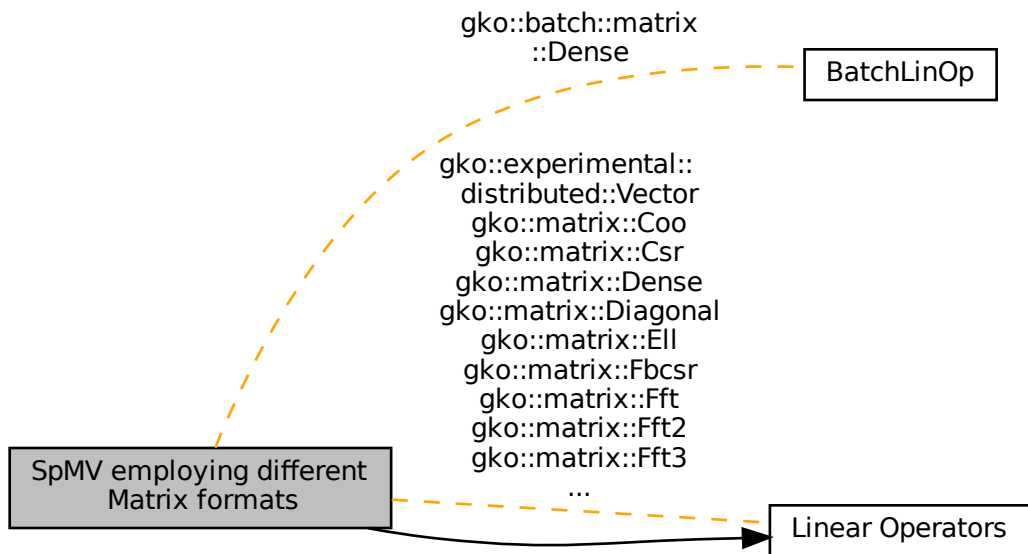 gko::batch::matrix
::Dense
BatchLinOp
gko::experimental::
distributed::Vector
gko::matrix::Coo
gko::matrix::Csr
gko::matrix::Dense
gko::matrix::Diagonal
gko::matrix::Ell
gko::matrix::Fbcsr
gko::matrix::Fft
gko::matrix::Fft2
gko::matrix::Fft3
...
SpMV employing different
Matrix formats
Linear Operators